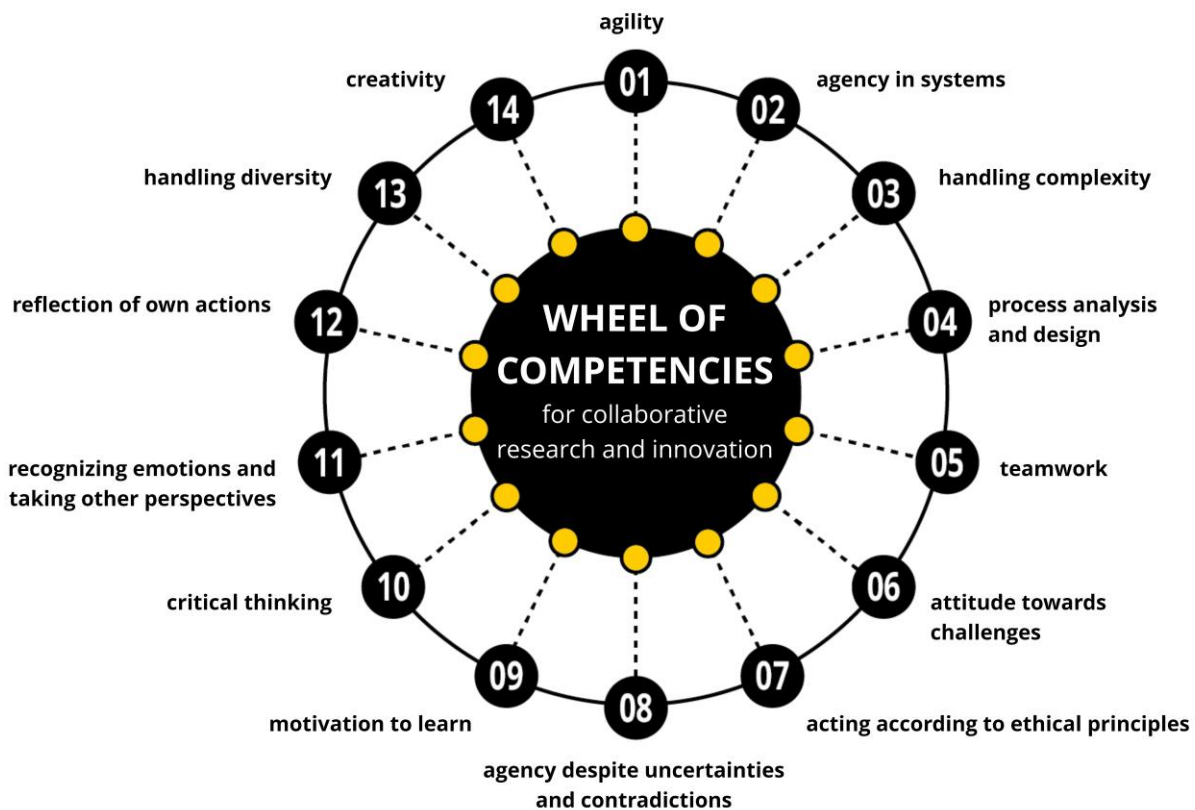 agility
01
agency in systems
02
handling complexity
03
process analysis
and design
04
teamwork
05
attitude towards
challenges
06
acting according to ethical principles
07
agency despite uncertainties
and contradictions
08
motivation to learn
09
critical thinking
10
recognizing emotions and
taking other perspectives
11
reflection of own actions
12
handling diversity
13
creativity
14
WHEEL OF
COMPETENCIES
for collaborative
research and innovation